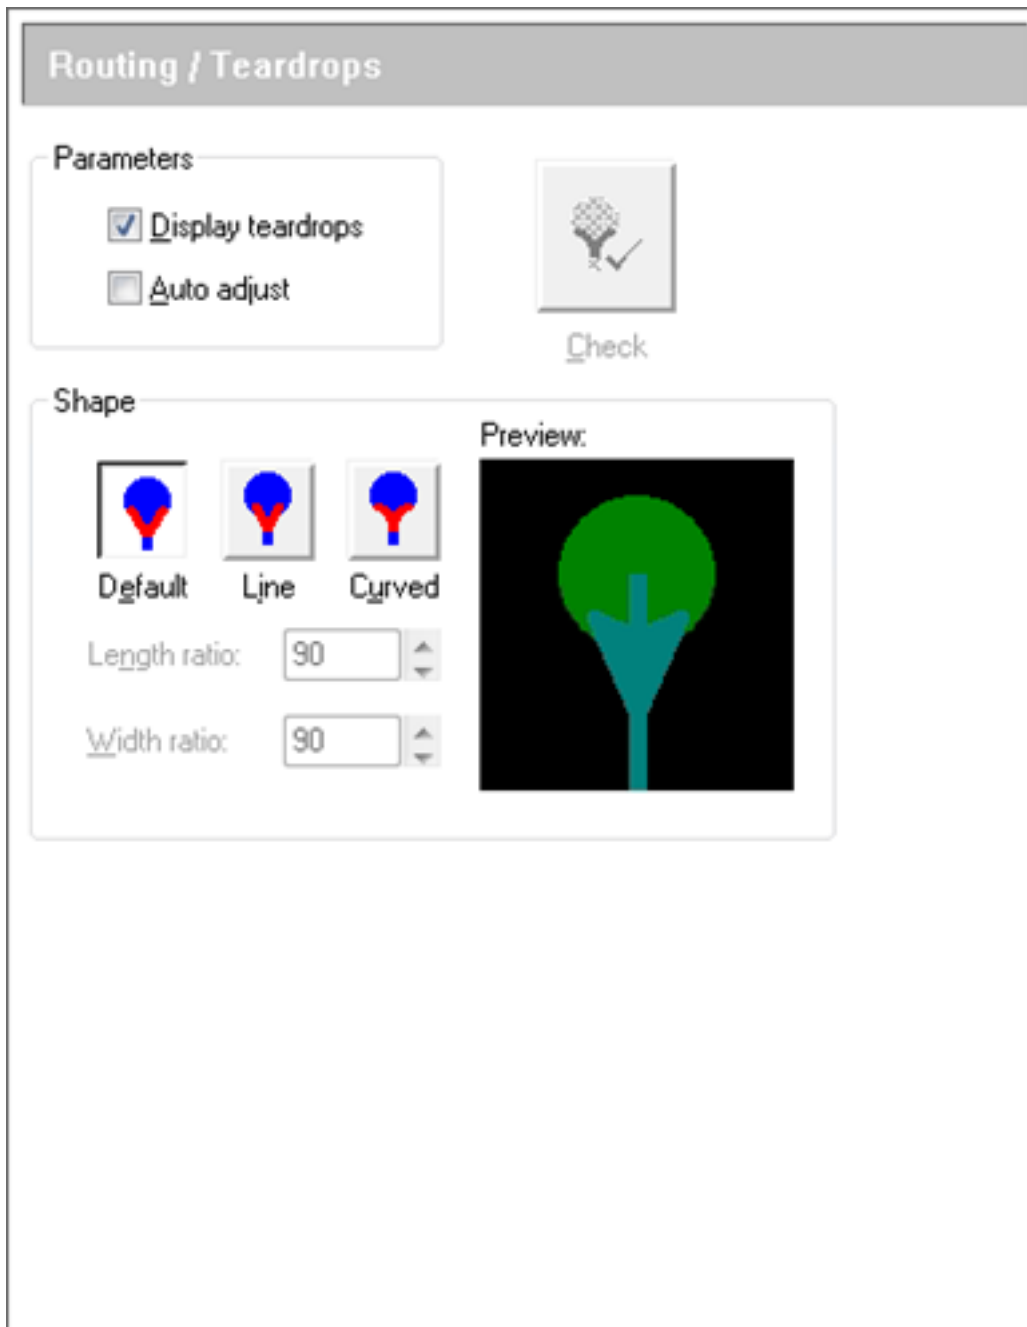 Routing / Teardrops
Parameters
Display teardrops
Auto adjust
Check
Shape
Preview:
Default Line Curved
Length ratio: 90
Width ratio: 90